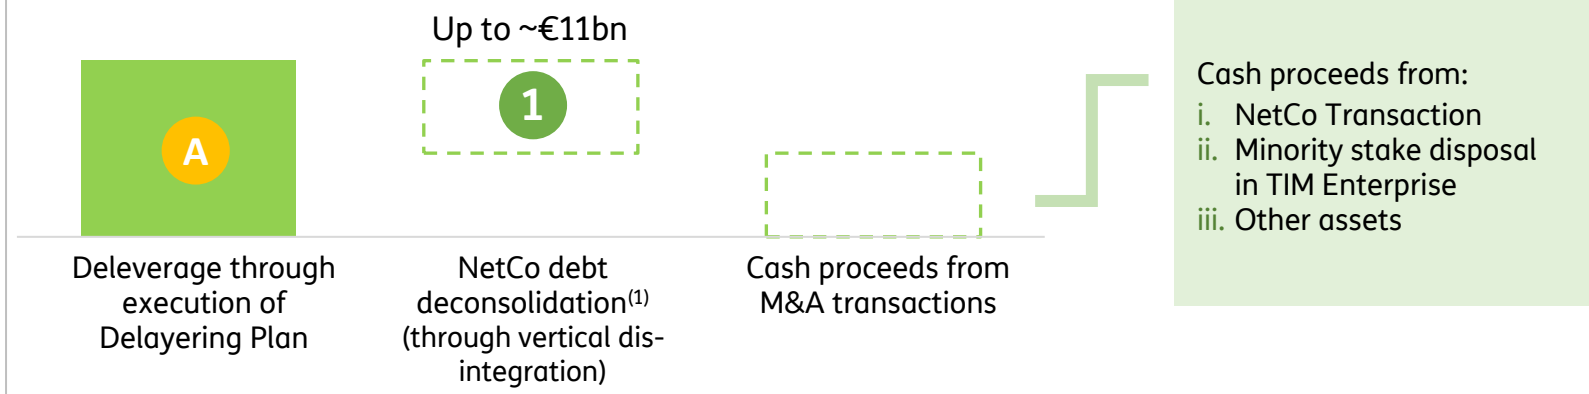 Up to ~€11bn
A
1
Deleverage through
execution of
Delayering Plan
NetCo debt
deconsolidation(1)
(through vertical dis-
integration)
Cash proceeds from
M&A transactions
Cash proceeds from:
i. NetCo Transaction
ii. Minority stake disposal
in TIM Enterprise
iii. Other assets